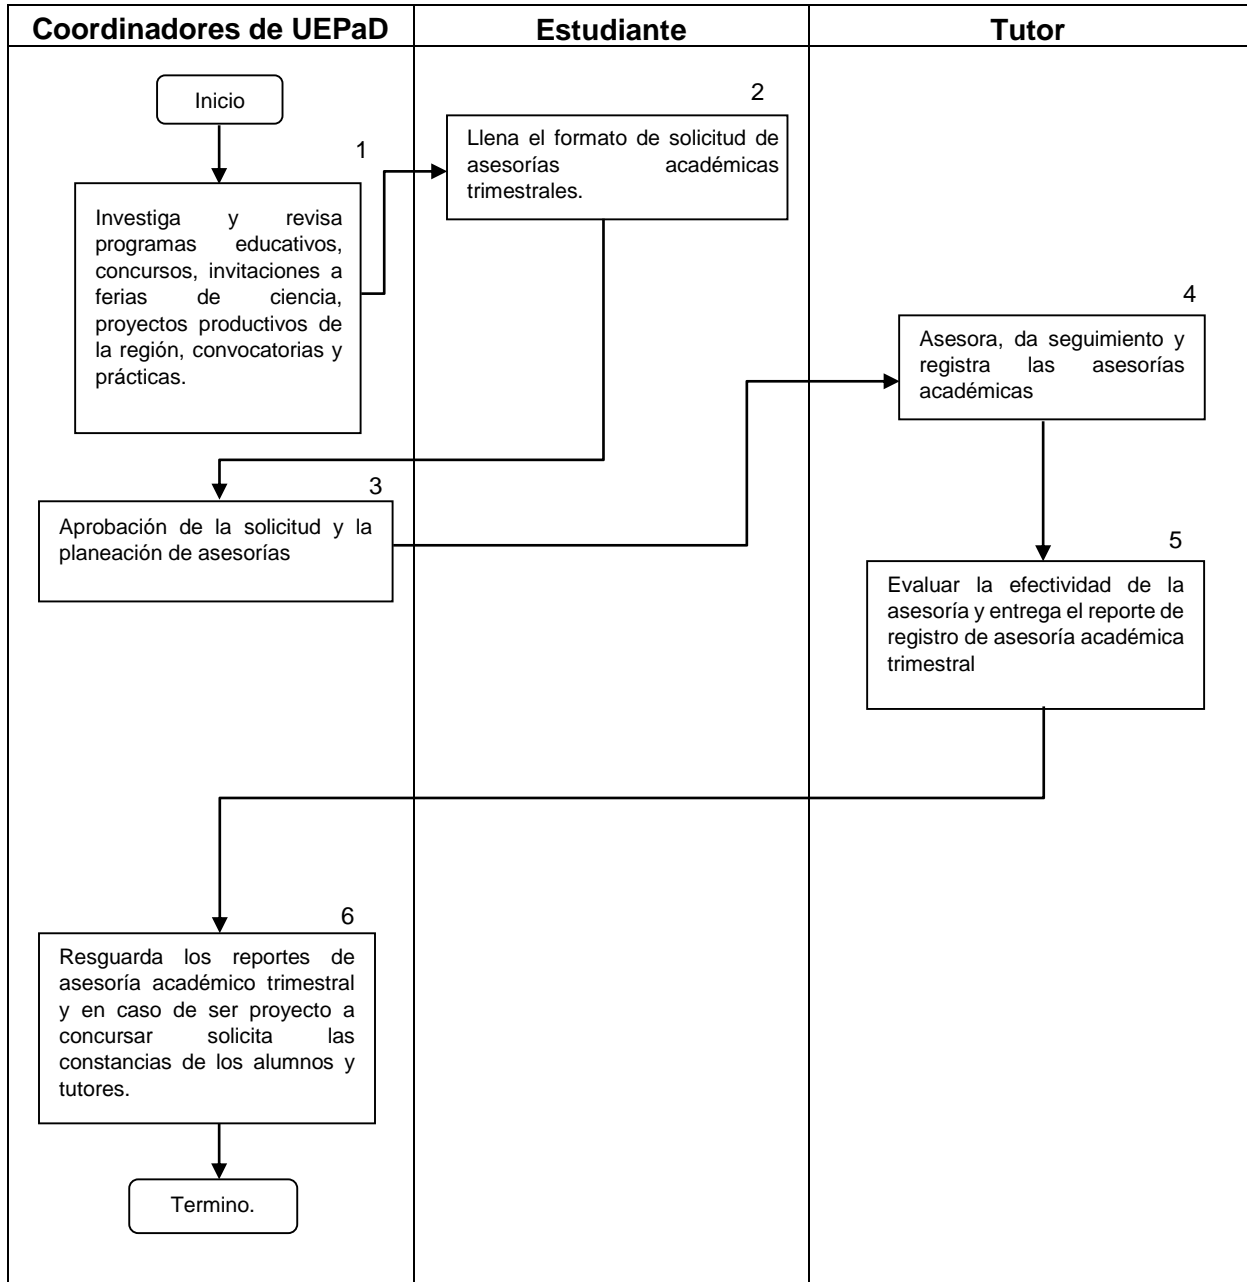 Coordinadores de UEPaD
Estudiante
Tutor
Inicio
1
Investiga y revisa
programas educativos,
concursos, invitaciones a
ferias de ciencia,
proyectos productivos de
la región, convocatorias y
prácticas.
2
Llena el formato de solicitud de
asesorías académicas
trimestrales.
3
Aprobación de la solicitud y la
planeación de asesorías
4
Asesora, da seguimiento y
registra las asesorías
académicas
5
Evaluar la efectividad de la
asesoría y entrega el reporte de
registro de asesoría académica
trimestral
6
Resguarda los reportes de
asesoría académico trimestral
y en caso de ser proyecto a
concursar solicita las
constancias de los alumnos y
tutores.
Termino.